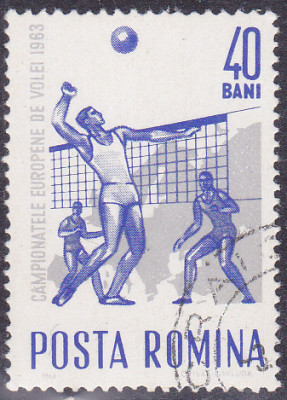 CAMPIONATELE EUROPENE DE VOLEI 1963
40
BANI
POSTA ROMINA